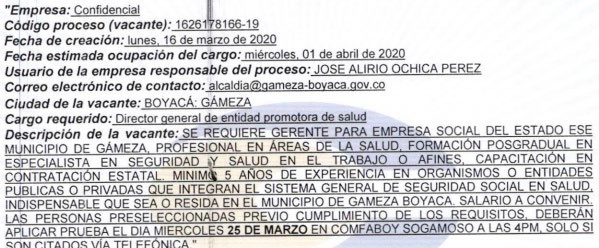 "Empresa: Confidencial
Código proceso (vacante): 1626178166-19
Fecha de creación: lunes, 16 de marzo de 2020
Fecha estimada ocupación del cargo: miércoles, 01 de abril de 2020
Usuario de la empresa responsable del proceso: JOSE ALIRIO OCHICA PEREZ
Correo electrónico de contacto: alcaldia@gameza-boyaca.gov.co
Ciudad de la vacante: BOYACÁ: GÁMEZA
Cargo requerido: Director general de entidad promotora de salud
Descripción de la vacante: SE REQUIERE GERENTE PARA EMPRESA SOCIAL DEL ESTADO ESE
MUNICIPIO DE GÁMEZA, PROFESIONAL EN ÁREAS DE LA SALUD, FORMACIÓN POSGRADUAL EN
ESPECIALISTA EN SEGURIDAD Y SALUD EN EL TRABAJO O AFINES, CAPACITACIÓN EN
CONTRATACIÓN ESTATAL, MINIMO 5 AÑOS DE EXPERIENCIA EN ORGANISMOS O ENTIDADES
PUBLICAS O PRIVADAS QUE INTEGRAN EL SISTEMA GENERAL DE SEGURIDAD SOCIAL EN SALUD,
INDISPENSABLE QUE SEA O RESIDA EN EL MUNICIPIO DE GAMEZA BOYACA. SALARIO A CONVENIR.
LAS PERSONAS PRESELECCIONADAS PREVIO CUMPLIMIENTO DE LOS REQUISITOS, DEBERÁN
APLICAR PRUEBA EL DIA MIERCOLES 25 DE MARZO EN COMFABOY SOGAMOSO A LAS 4PM, SOLO SI
SON CITADOS VÍA TELEFÓNICA."